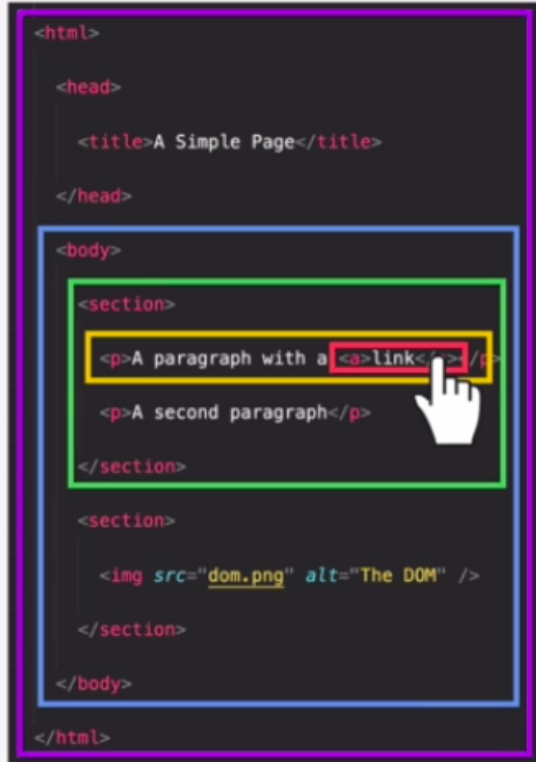 <html>
<head>
<title>A Simple Page</title>
</head>
<body>
<section>
<p>A paragraph with a <a>link</
<p>A second paragraph</p>
</section>
<section>
<img src="dom.png" alt="The DOM" />
</section>
</body>
</html>